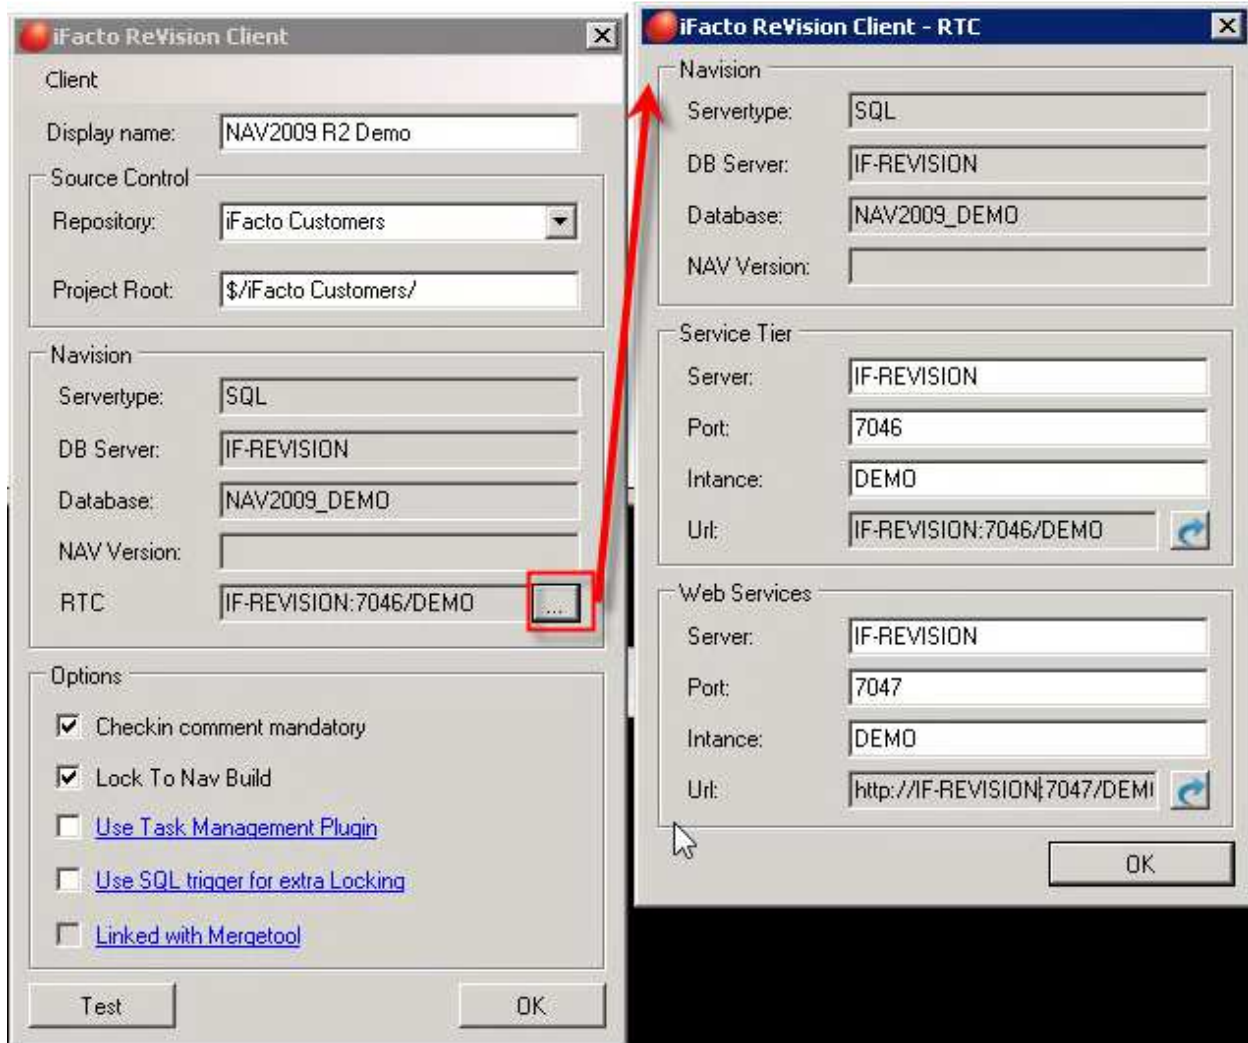 iFacto ReVision Client
Client
Display name: NAV2009 R2 Demo
Source Control
Repository: iFacto Customers
Project Root: $/iFacto Customers/
Navision
Servertype: SQL
DB Server: IF-REVISION
Database: NAV2009_DEMO
NAV Version:
RTC IF-REVISION:7046/DEMO ...
Options
Checkin comment mandatory
Lock To Nav Build
Use Task Management Plugin
Use SQL trigger for extra Locking
Linked with Mergetool
Test OK
iFacto ReVision Client - RTC
Navision
Servertype: SQL
DB Server: IF-REVISION
Database: NAV2009_DEMO
NAV Version:
Service Tier
Server: IF-REVISION
Port: 7046
Intance: DEMO
Url: IF-REVISION:7046/DEMO
Web Services
Server: IF-REVISION
Port: 7047
Intance: DEMO
Url: http://IF-REVISION:7047/DEM
OK